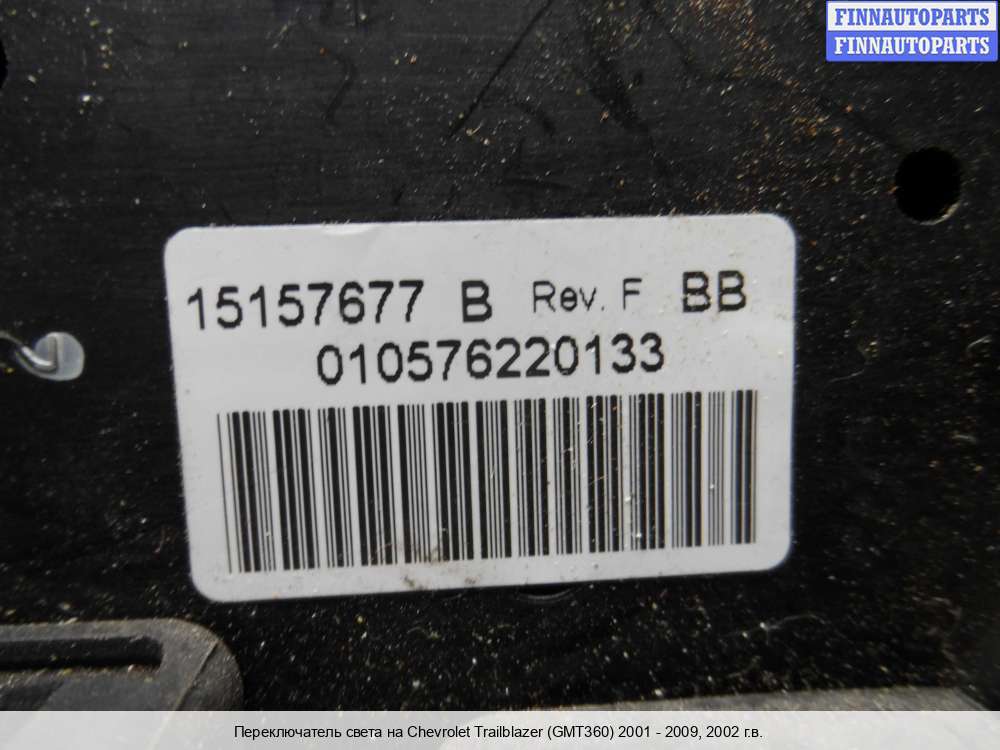 FINNAUTOPARTS
FINNAUTOPARTS
15157677 B Rev. F BB
010576220133
Переключатель света на Chevrolet Trailblazer (GMT360) 2001 - 2009, 2002 г.в.